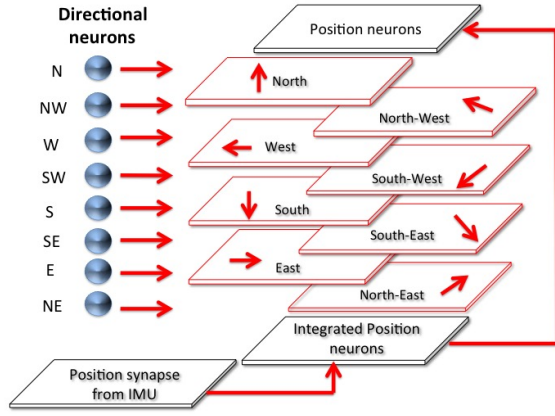 Directional
neurons
Position neurons
N
North
NW
North-West
W
West
SW
South-West
S
South
SE
South-East
E
East
NE
North-East
Integrated Position
neurons
Position synapse
from IMU